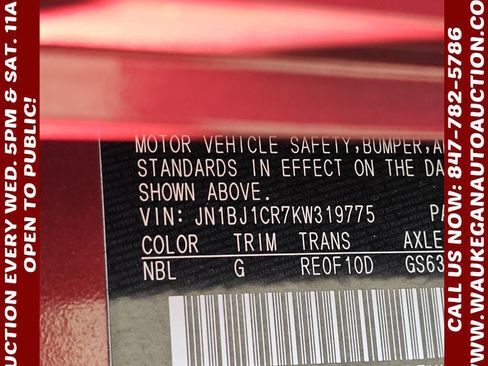 AUCTION EVERY WED. 5PM & SAT. 11A
OPEN TO PUBLIC!
MOTOR VEHICLE SAFETY, BUMPER, A
STANDARDS IN EFFECT ON THE DA
SHOWN ABOVE.
VIN: JN1BJ1CR7KW319775 PA
COLOR TRIM TRANS AXLE
NBL G RE0F10D GS63
CALL US NOW: 847-782-5786
WWW.WAUKEGANAUTOAUCTION.C